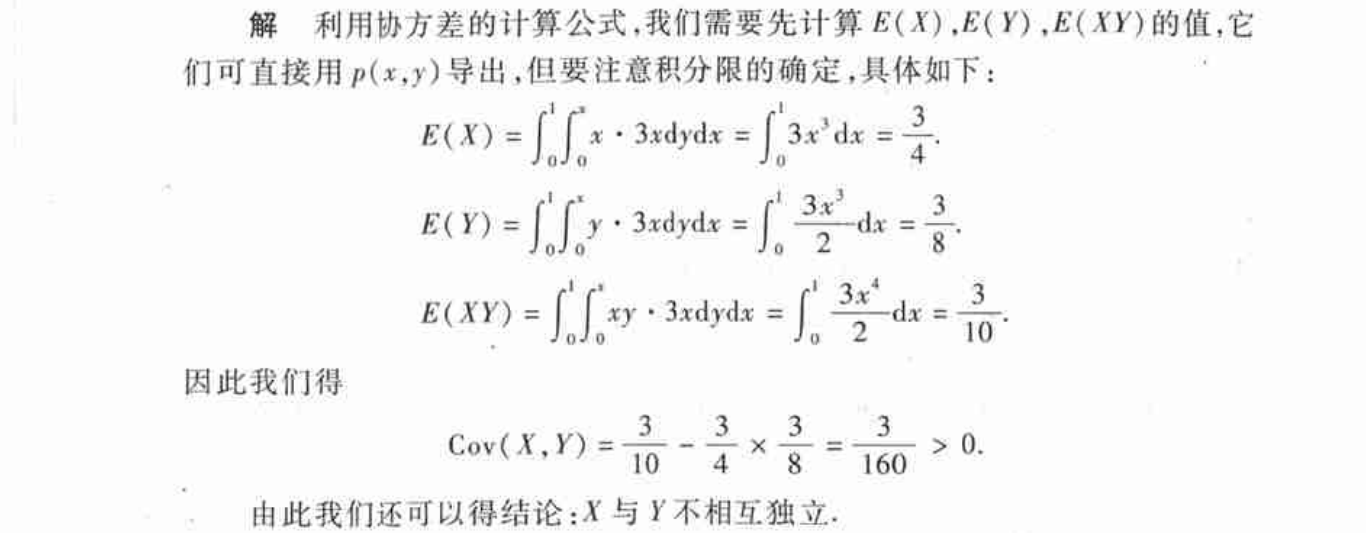 解 利用协方差的计算公式,我们需要先计算 E(X),E(Y),E(XY)的值,它
们可直接用 p(x,y)导出,但要注意积分限的确定,具体如下:
E(X) = ∫₀¹∫₀ˣ x · 3xdydx = ∫₀¹ 3x³dx = 3/4.
E(Y) = ∫₀¹∫₀ˣ y · 3xdydx = ∫₀¹ 3x³/2 dx = 3/8.
E(XY) = ∫₀¹∫₀ˣ xy · 3xdydx = ∫₀¹ 3x⁴/2 dx = 3/10.
因此我们得
Cov(X,Y) = 3/10 - 3/4 × 3/8 = 3/160 > 0.
由此我们还可以得结论:X 与 Y 不相互独立.